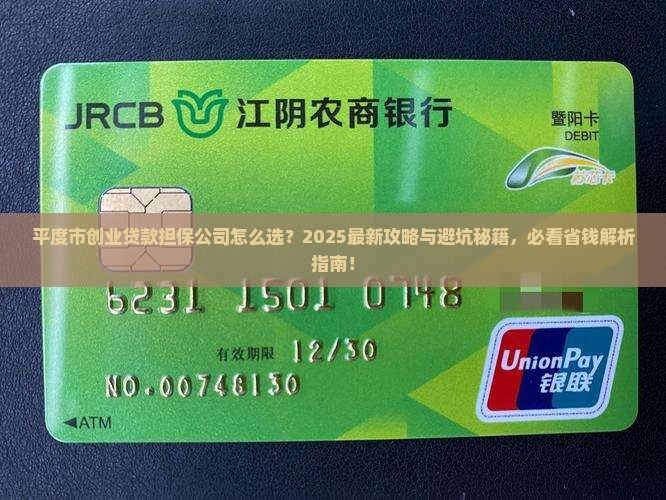 JRCB 江阴农商银行
暨阳卡
DEBIT
平度市创业贷款担保公司怎么选？2025最新攻略与避坑秘籍，必看省钱解析
指南！
6231 1501 0748
有效期限 12/30
NO.00748130
UnionPay
银联
◄ATM